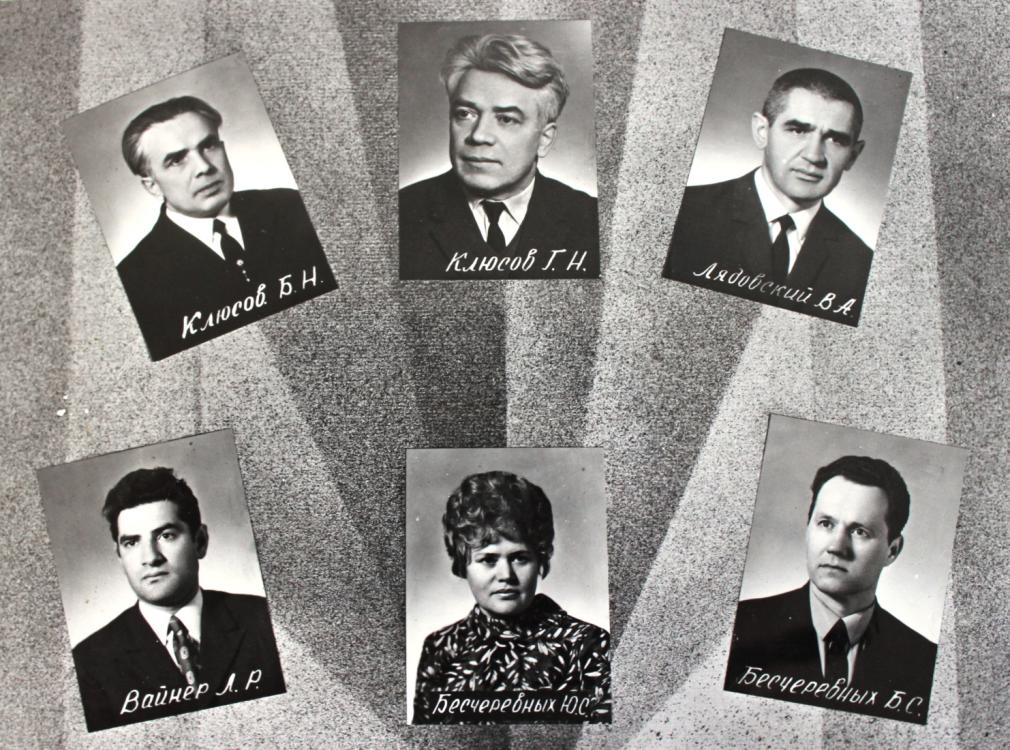 Клюсов Б. Н.
Клюсов Г. Н.
Лядовский В А.
Вайнер Л. Р.
Бесчеревных Ю.С.
Бесчеревных Б.С.